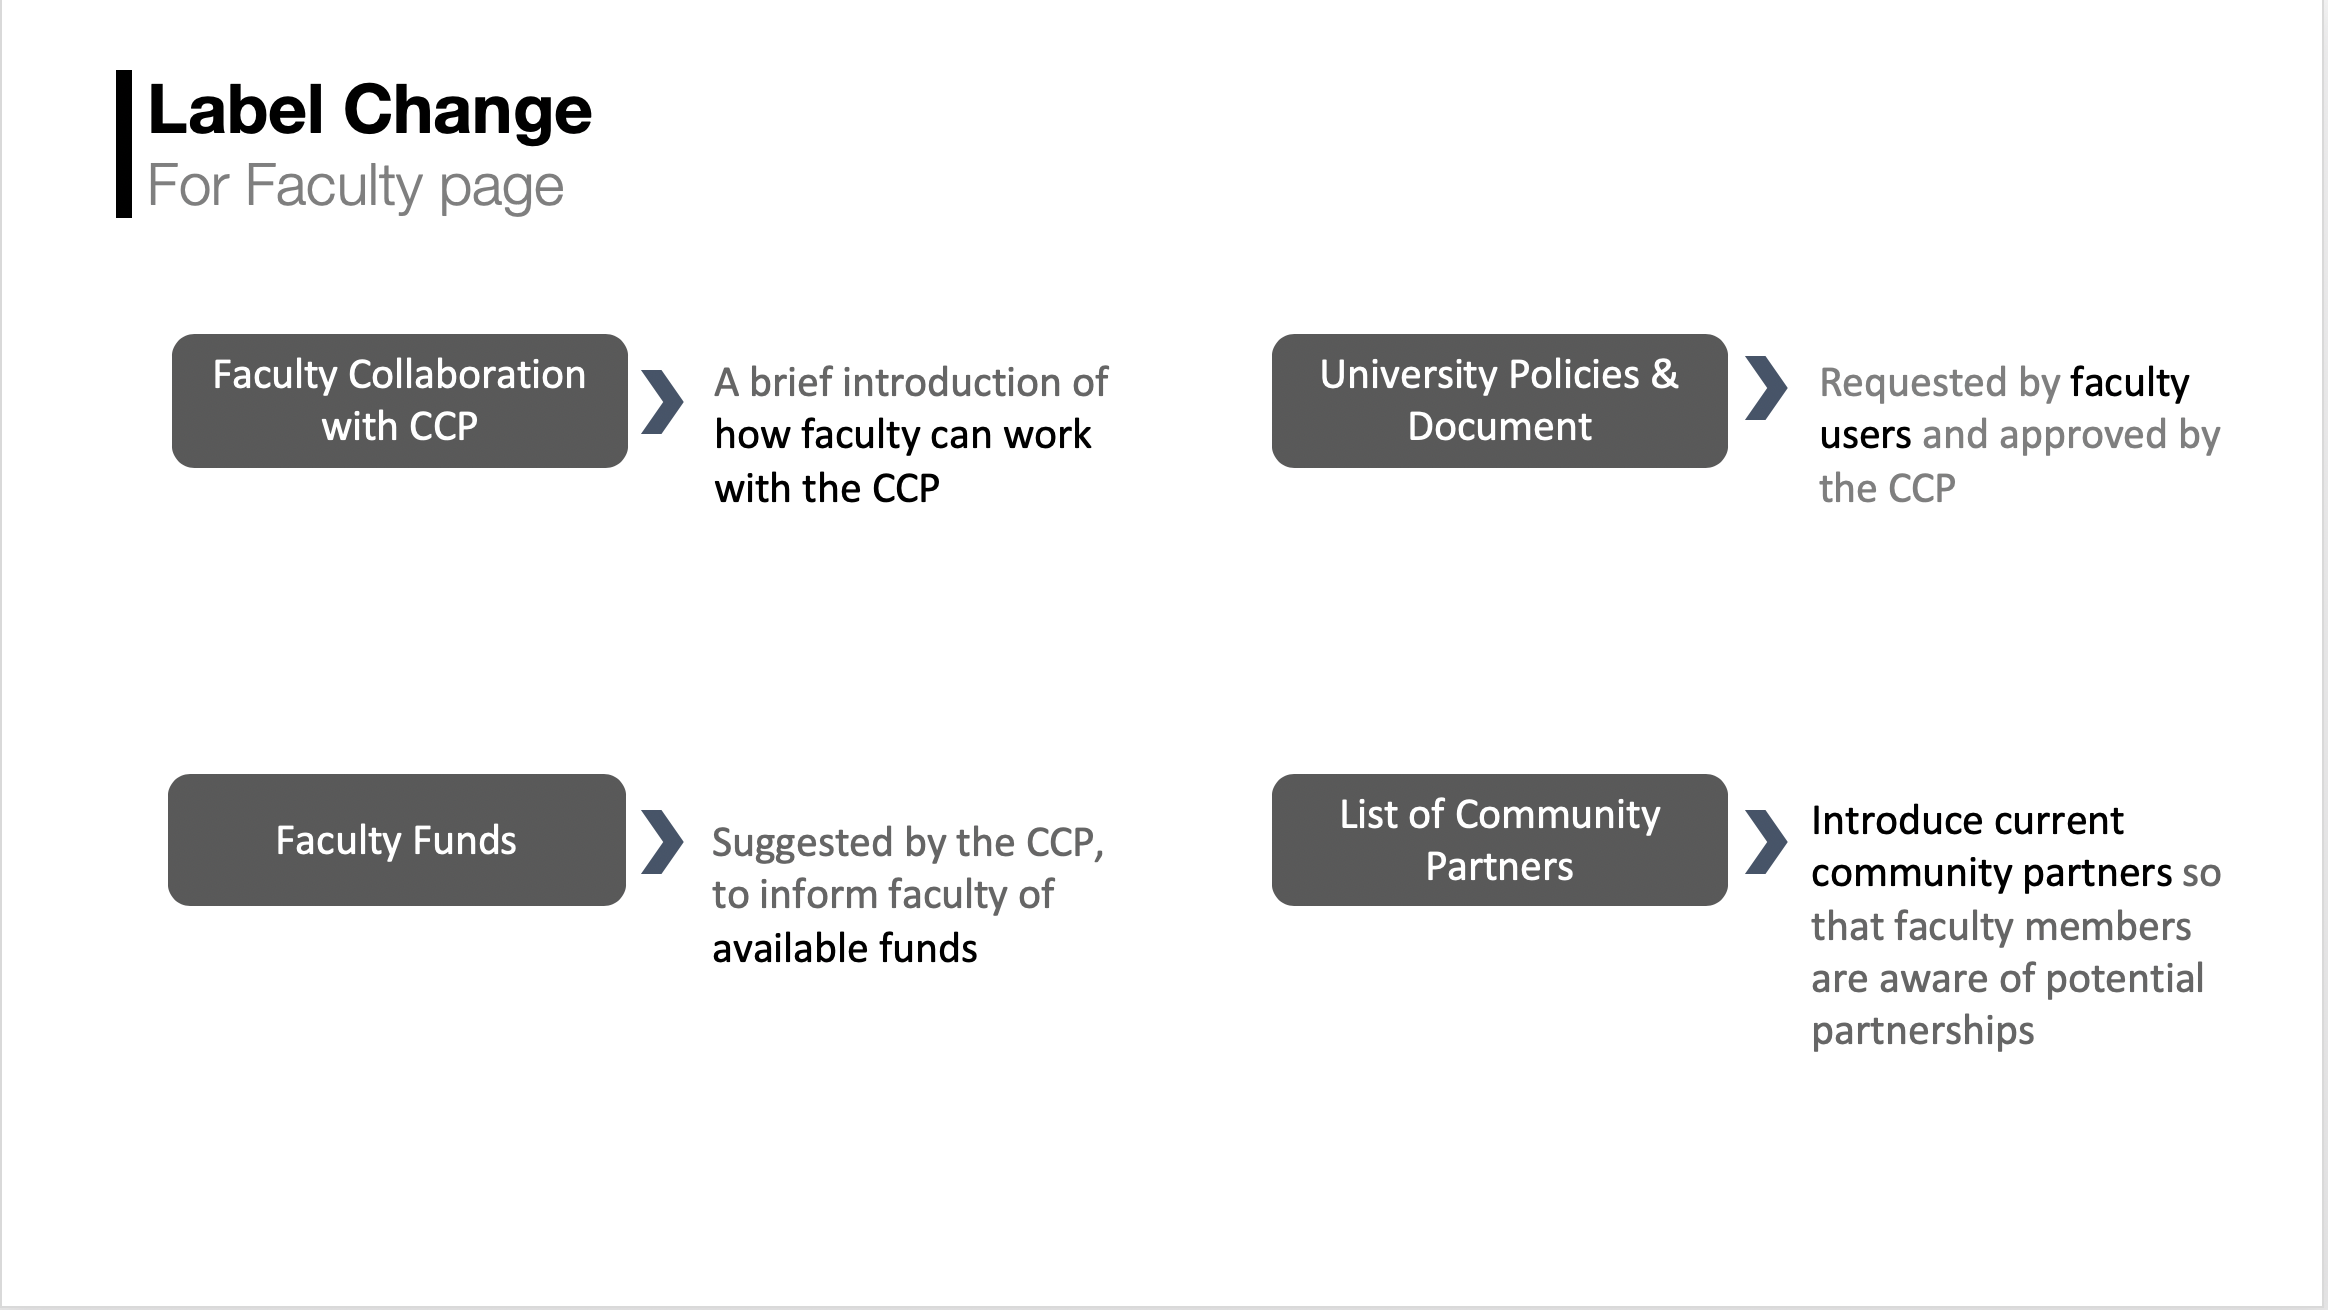 Label Change
For Faculty page
Faculty Collaboration
with CCP
A brief introduction of
how faculty can work
with the CCP
University Policies &
Document
Requested by faculty
users and approved by
the CCP
Faculty Funds
Suggested by the CCP,
to inform faculty of
available funds
List of Community
Partners
Introduce current
community partners so
that faculty members
are aware of potential
partnerships